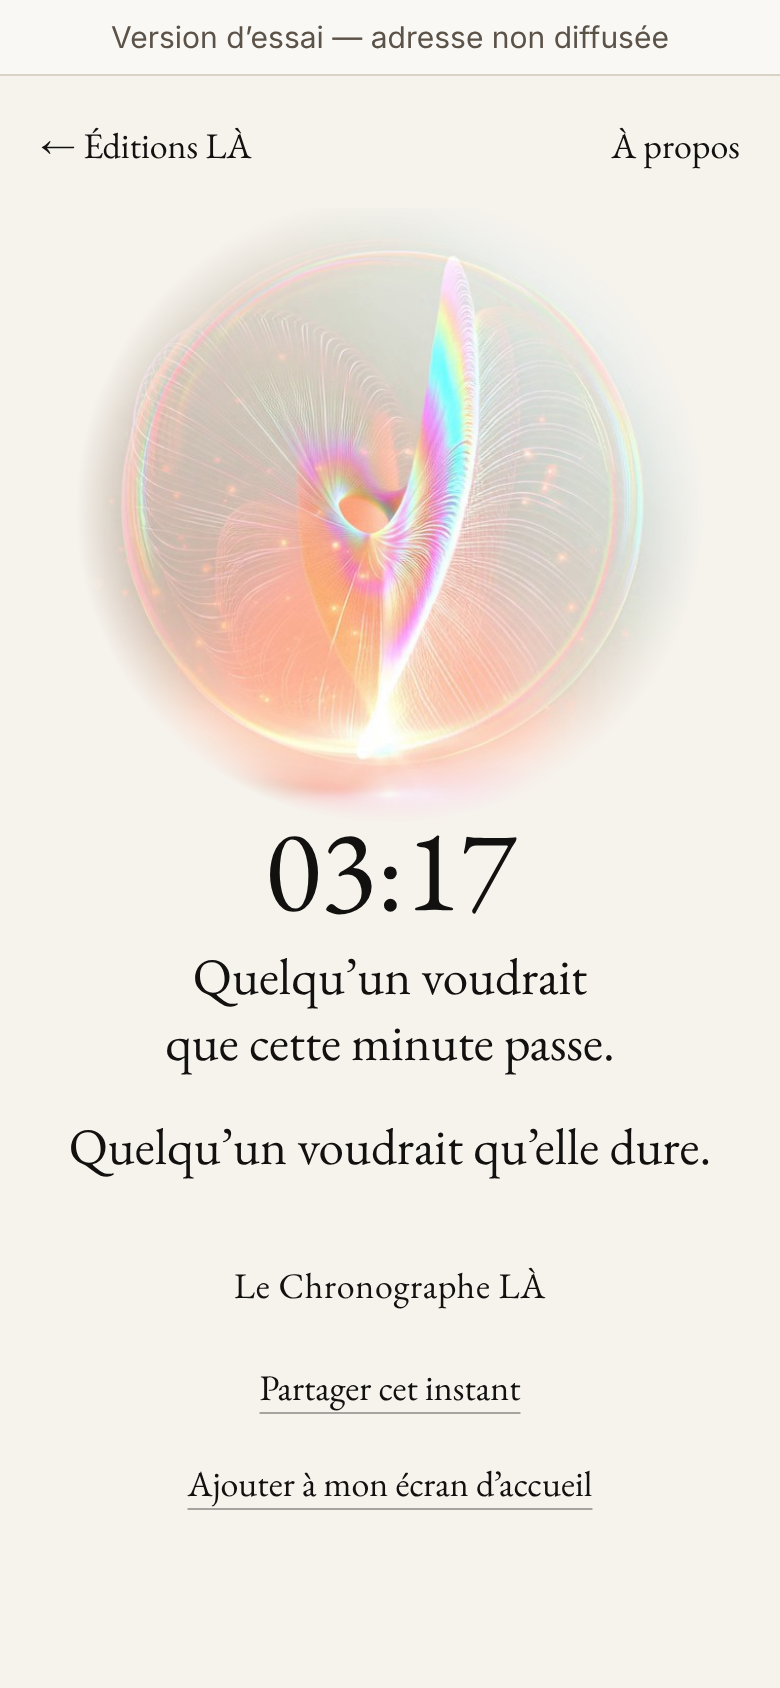 Version d’essai — adresse non diffusée
← Éditions LÀ
À propos
03:17
Quelqu’un voudrait
que cette minute passe.
Quelqu’un voudrait qu’elle dure.
Le Chronographe LÀ
Partager cet instant
Ajouter à mon écran d’accueil